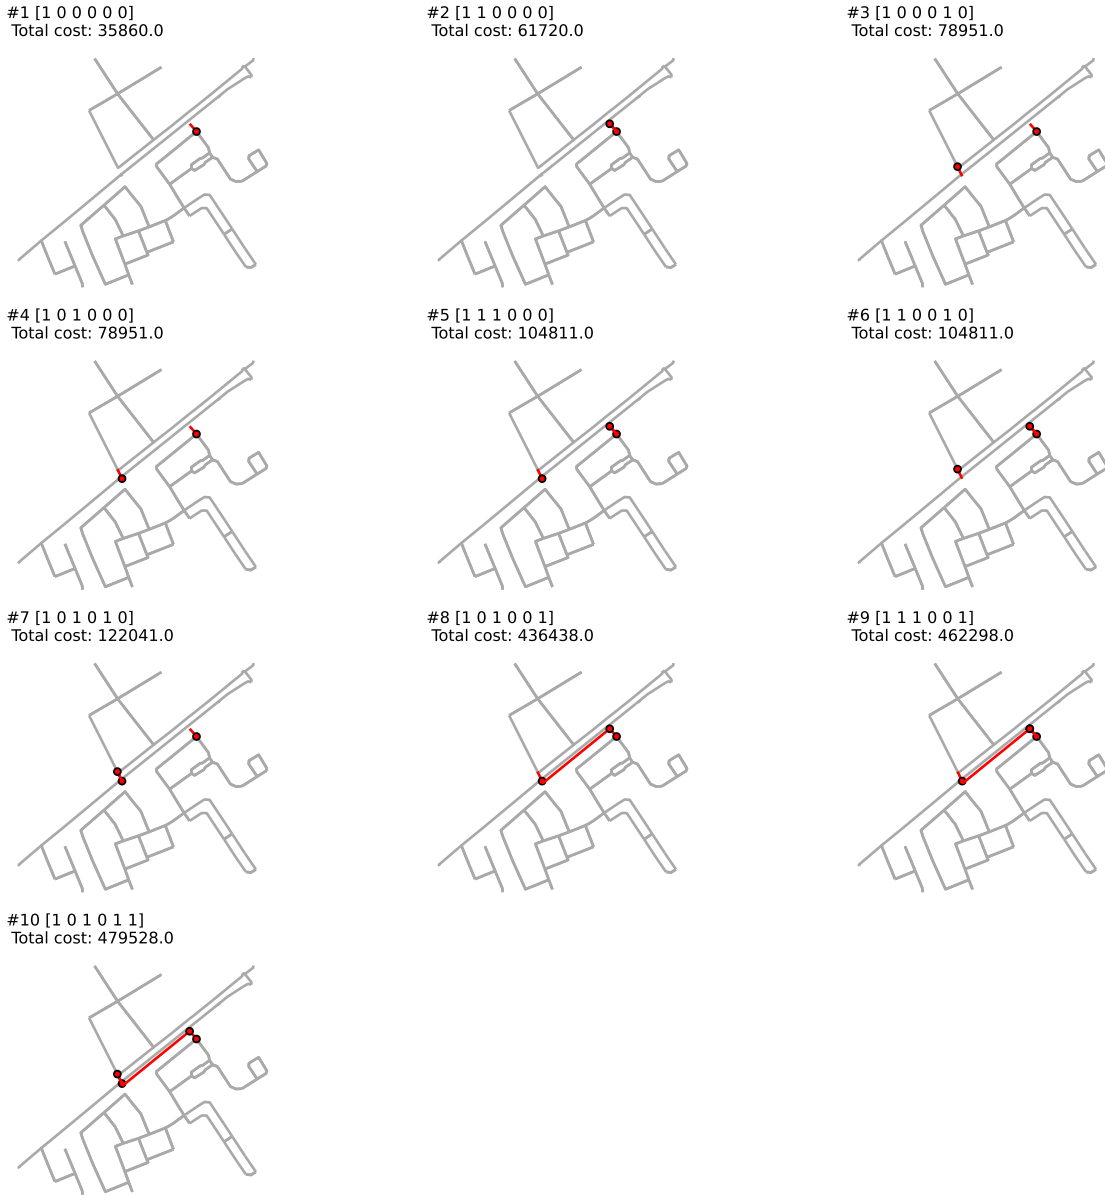 #1 [1 0 0 0 0 0]
Total cost: 35860.0
#2 [1 1 0 0 0 0]
Total cost: 61720.0
#3 [1 0 0 0 1 0]
Total cost: 78951.0
#4 [1 0 1 0 0 0]
Total cost: 78951.0
#5 [1 1 1 0 0 0]
Total cost: 104811.0
#6 [1 1 0 0 1 0]
Total cost: 104811.0
#7 [1 0 1 0 1 0]
Total cost: 122041.0
#8 [1 0 1 0 0 1]
Total cost: 436438.0
#9 [1 1 1 0 0 1]
Total cost: 462298.0
#10 [1 0 1 0 1 1]
Total cost: 479528.0